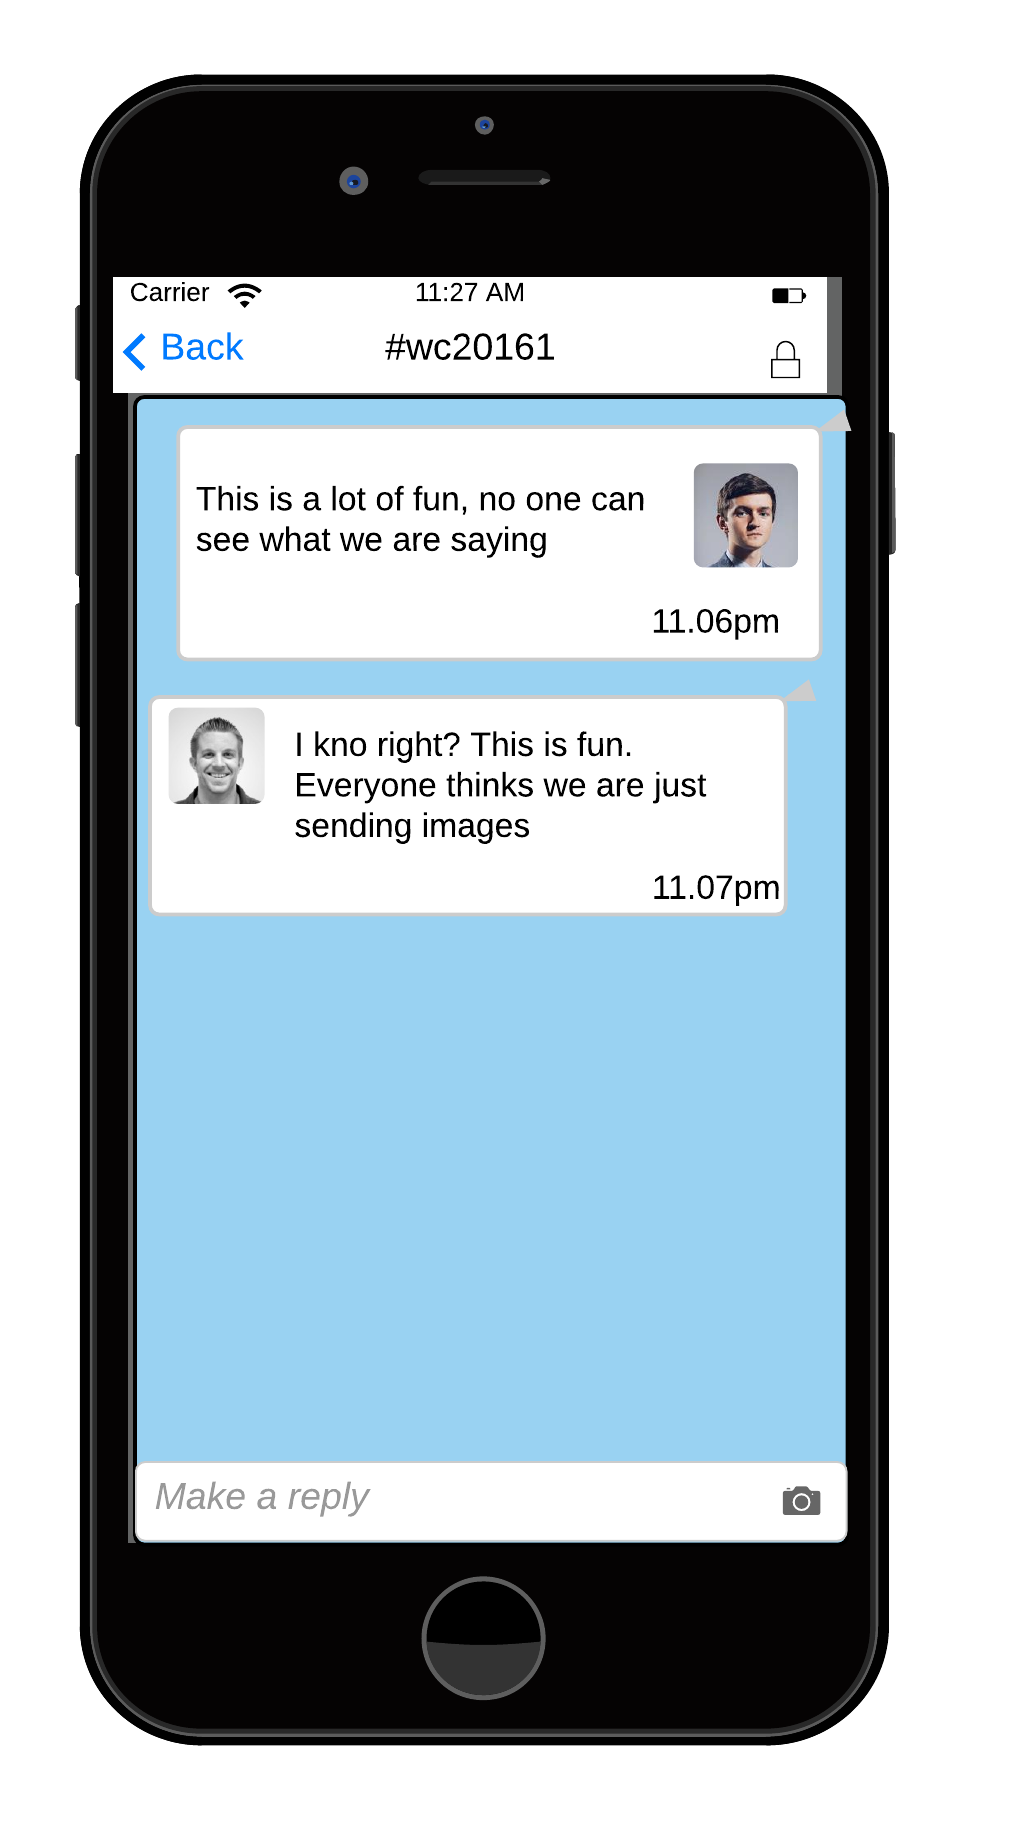 Carrier 11:27 AM
Back #wc20161
This is a lot of fun, no one can
see what we are saying
11.06pm
I kno right? This is fun.
Everyone thinks we are just
sending images
11.07pm
Make a reply